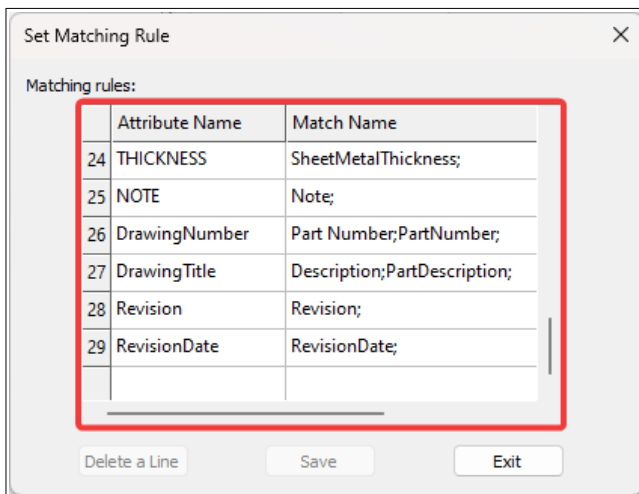 Set Matching Rule
Matching rules:
Attribute Name Match Name
24 THICKNESS SheetMetalThickness;
25 NOTE Note;
26 DrawingNumber Part Number;PartNumber;
27 DrawingTitle Description;PartDescription;
28 Revision Revision;
29 RevisionDate RevisionDate;
Delete a Line Save Exit